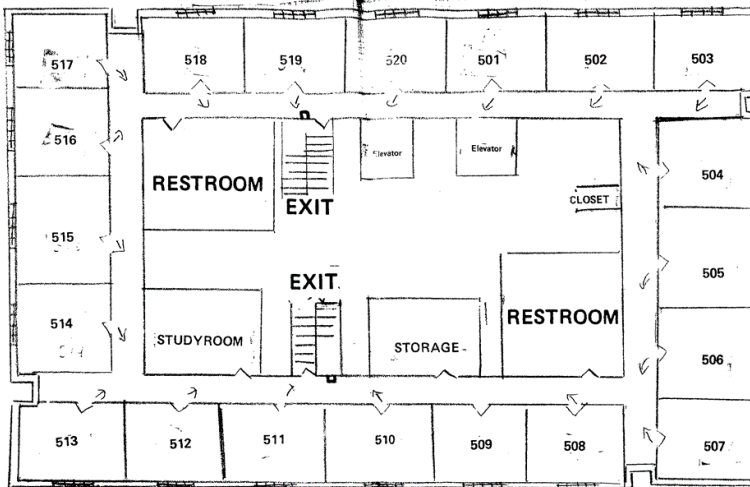 517
518
519
520
501
502
503
516
Elevator
Elevator
504
RESTROOM
EXIT
CLOSET
515
505
EXIT
514
RESTROOM
STUDYROOM
STORAGE
506
513
512
511
510
509
508
507